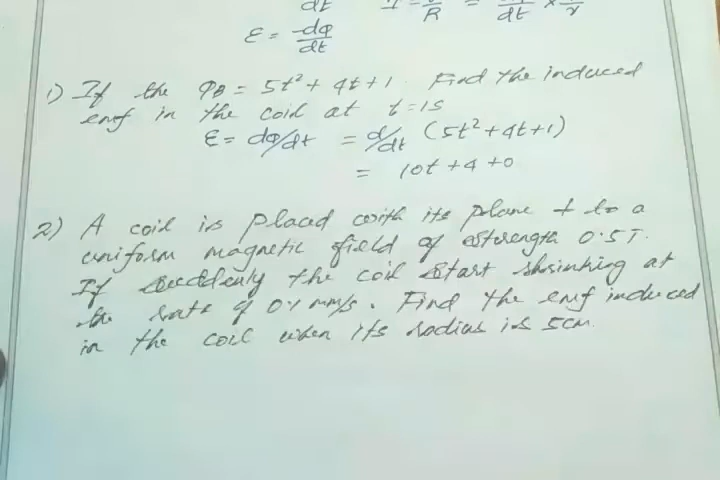 dt I = / R = dt × / r
ε = -dφ/dt
1) If the φB = 5t² + 4t + 1 Find the induced
emf in the coil at t = 1s
ε = dφ/dt = d/dt (5t² + 4t + 1)
= 10t + 4 + 0
2) A coil is placed with its plane ⊥ to a
uniform magnetic field of strength 0.5T.
If suddenly the coil start shrinking at
the rate of mm/s. Find the emf induced
in the coil when its radius is 5cm.